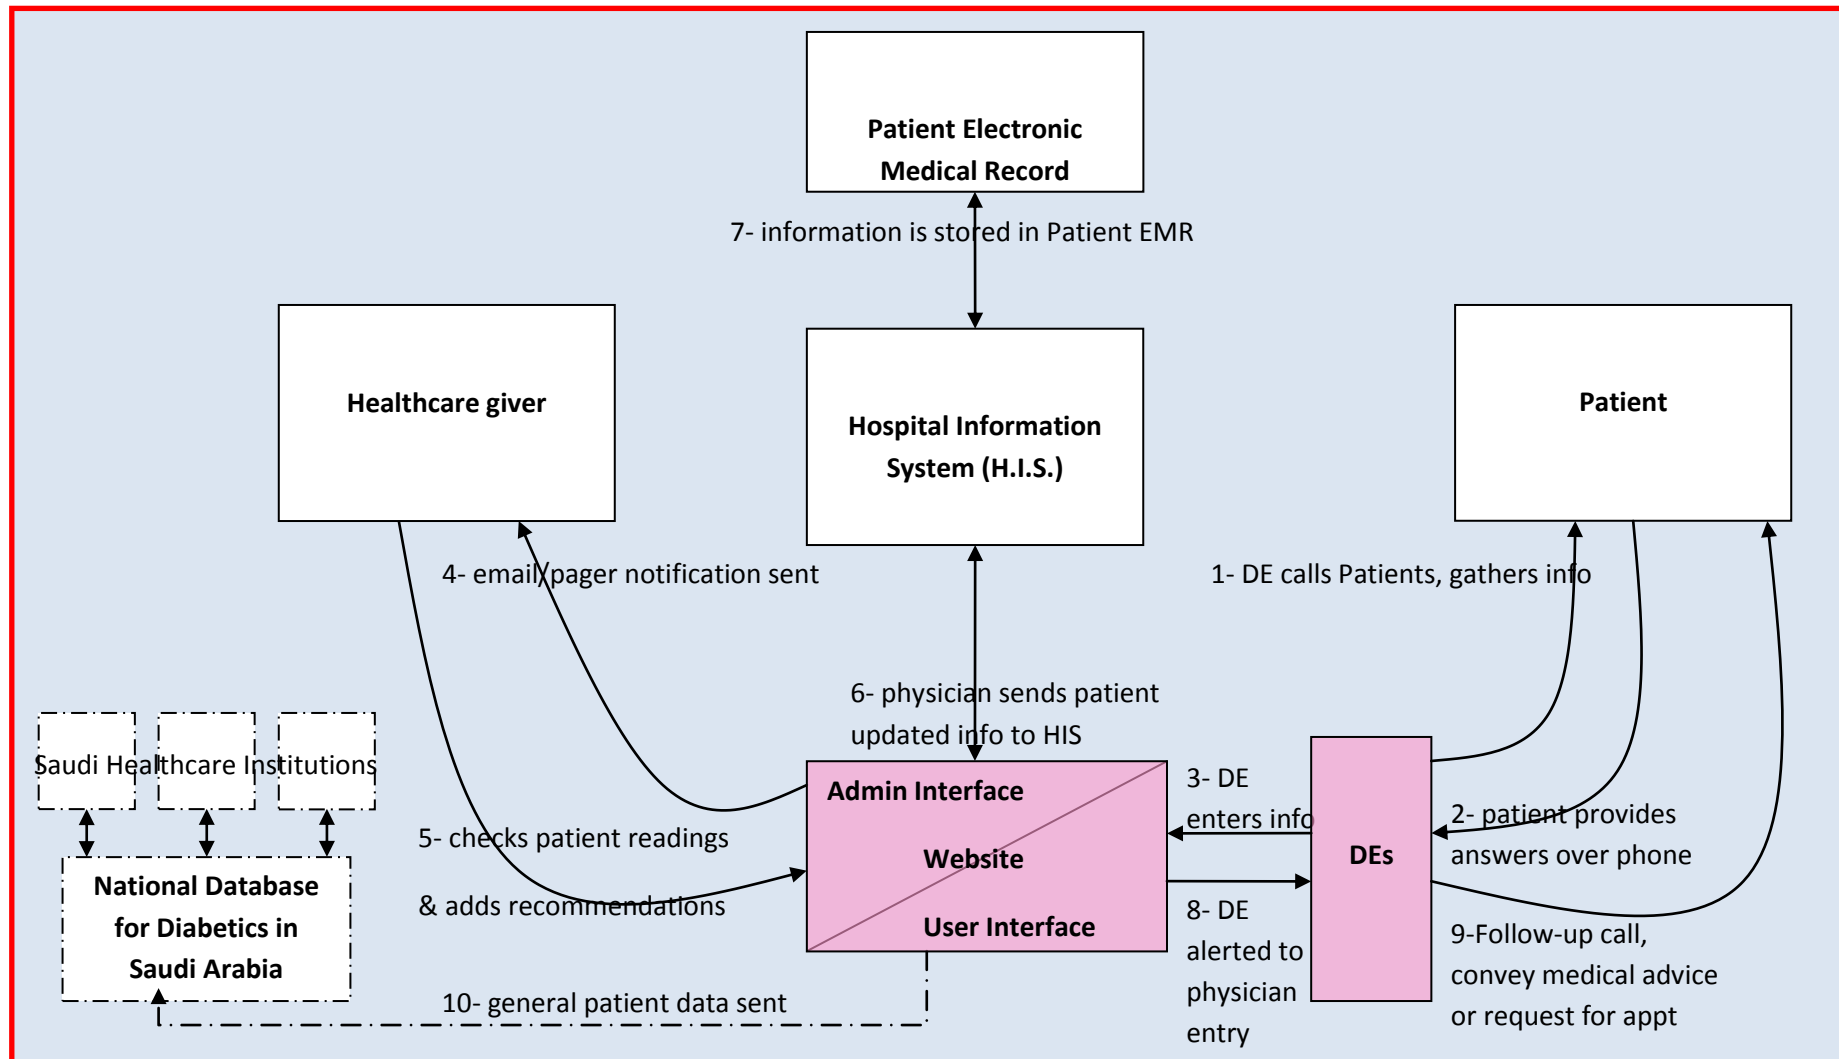 Patient Electronic
Medical Record
7- information is stored in Patient EMR
Healthcare giver
Hospital Information
System (H.I.S.)
Patient
4- email/pager notification sent
1- DE calls Patients, gathers info
6- physician sends patient
updated info to HIS
Saudi Healthcare Institutions
Admin Interface
Website
User Interface
3- DE
enters info
DEs
2- patient provides
answers over phone
5- checks patient readings
& adds recommendations
National Database
for Diabetics in
Saudi Arabia
8- DE
alerted to
physician
entry
9-Follow-up call,
convey medical advice
or request for appt
10- general patient data sent